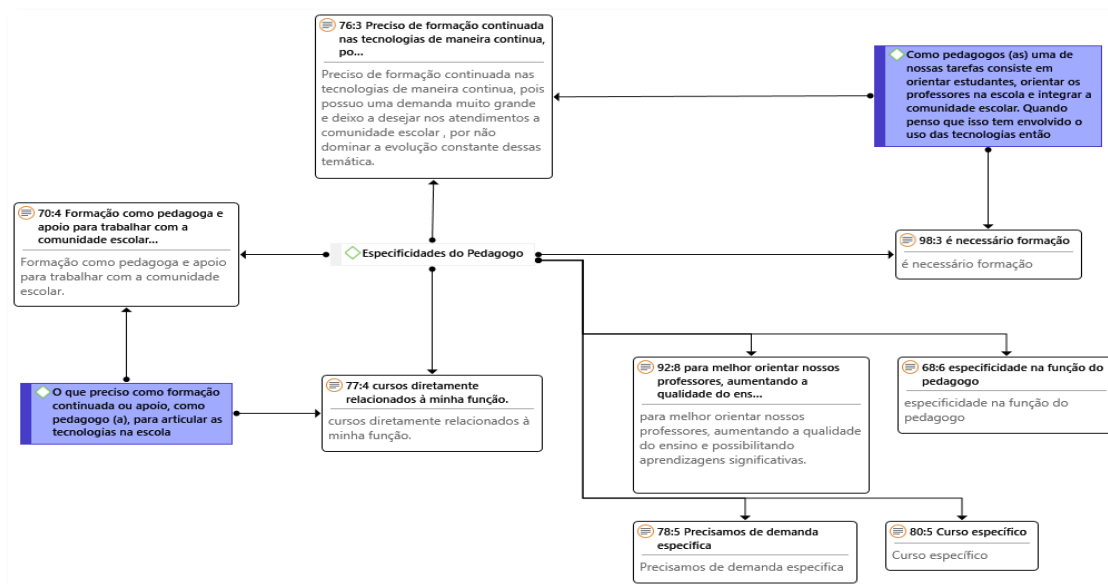 76:3 Preciso de formação continuada
nas tecnologias de maneira continua,
po...
Preciso de formação continuada nas
tecnologias de maneira continua, pois
possuo uma demanda muito grande
e deixo a desejar nos atendimentos a
comunidade escolar , por não
dominar a evolução constante dessas
temática.
Como pedagogos (as) uma de
nossas tarefas consiste em
orientar estudantes, orientar os
professores na escola e integrar a
comunidade escolar. Quando
penso que isso tem envolvido o
uso das tecnologias então
70:4 Formação como pedagoga e
apoio para trabalhar com a
comunidade escolar...
Formação como pedagoga e apoio
para trabalhar com a comunidade
escolar.
Especificidades do Pedagogo
98:3 é necessário formação
é necessário formação
O que preciso como formação
continuada ou apoio, como
pedagogo (a), para articular as
tecnologias na escola
77:4 cursos diretamente
relacionados à minha função.
cursos diretamente relacionados à
minha função.
92:8 para melhor orientar nossos
professores, aumentando a
qualidade do ens...
para melhor orientar nossos
professores, aumentando a qualidade
do ensino e possibilitando
aprendizagens significativas.
68:6 especificidade na função do
pedagogo
especificidade na função do
pedagogo
78:5 Precisamos de demanda
especifica
Precisamos de demanda especifica
80:5 Curso específico
Curso específico